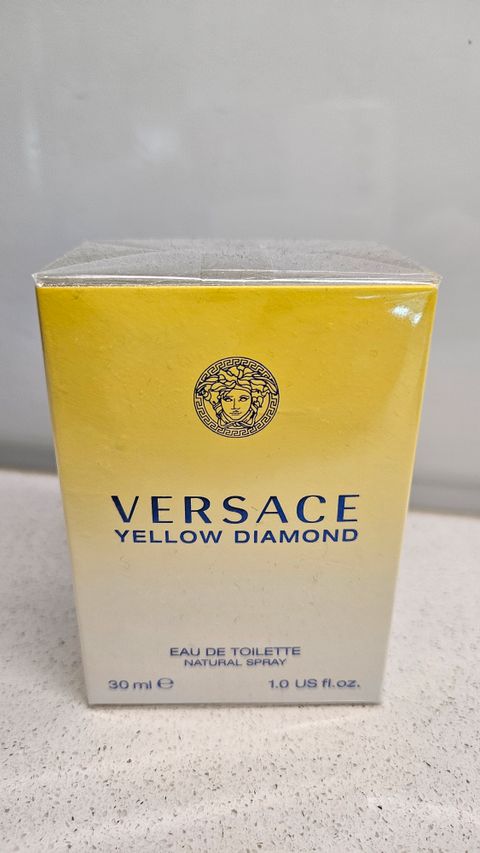 VERSACE
YELLOW DIAMOND
EAU DE TOILETTE
NATURAL SPRAY
30 ml ℮ 1.0 US fl.oz.